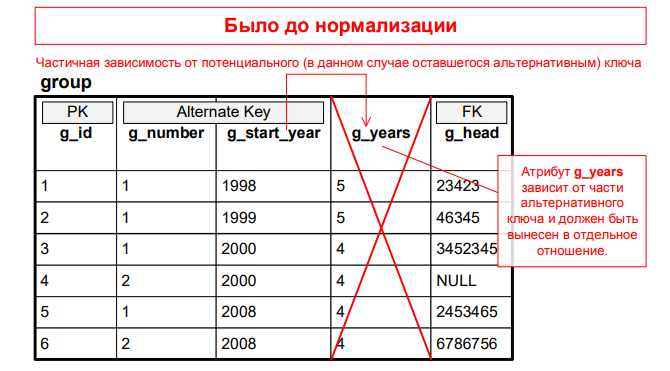 Было до нормализации
Частичная зависимость от потенциального (в данном случае оставшегося альтернативным) ключа
group
PK Alternate Key FK
g_id g_number g_start_year g_years g_head
1 1 1998 5 23423
2 1 1999 5 46345
3 1 2000 4 3452345
4 2 2000 4 NULL
5 1 2008 4 2453465
6 2 2008 4 6786756
Атрибут g_years
зависит от части
альтернативного
ключа и должен быть
вынесен в отдельное
отношение.